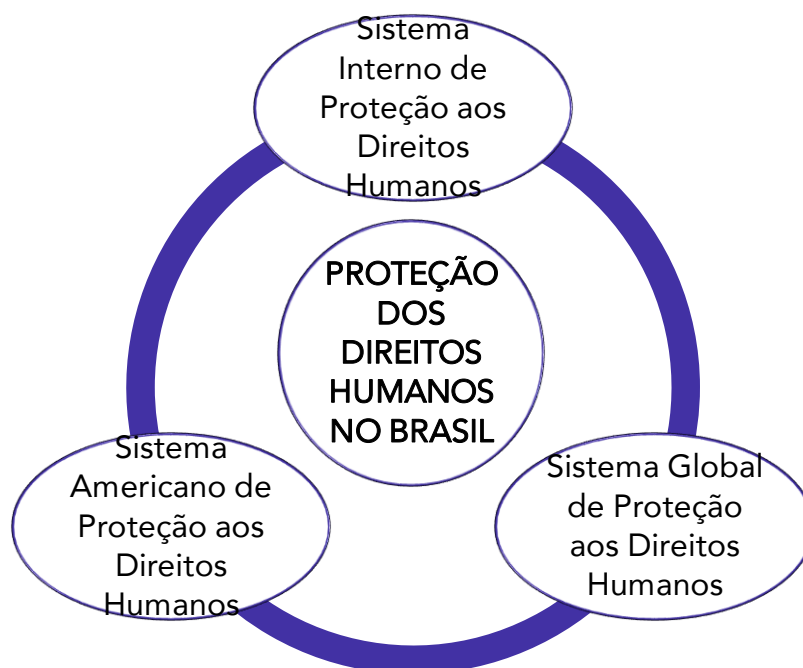 Sistema
Interno de
Proteção aos
Direitos
Humanos
PROTEÇÃO
DOS
DIREITOS
HUMANOS
NO BRASIL
Sistema
Americano de
Proteção aos
Direitos
Humanos
Sistema Global
de Proteção
aos Direitos
Humanos